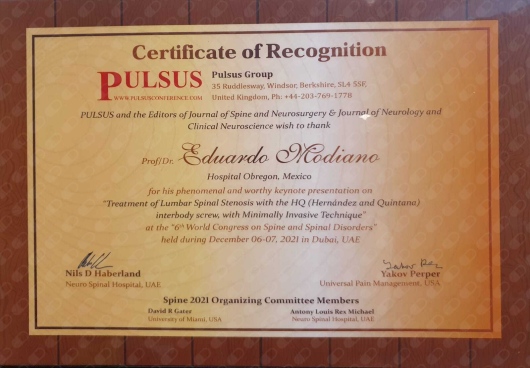 Certificate of Recognition
PULSUS
WWW.PULSUSCONFERENCE.COM
Pulsus Group
35 Ruddlesway, Windsor, Berkshire, SL4 5SF,
United Kingdom, Ph: +44-203-769-1778
PULSUS and the Editors of Journal of Spine and Neurosurgery & Journal of Neurology and
Clinical Neuroscience wish to thank
Prof/Dr. Eduardo Modiano
Hospital Obregon, Mexico
for his phenomenal and worthy keynote presentation on
"Treatment of Lumbar Spinal Stenosis with the HQ (Hernández and Quintana)
interbody screw, with Minimally Invasive Technique"
at the "6th World Congress on Spine and Spinal Disorders"
held during December 06-07, 2021 in Dubai, UAE
Nils D Haberland
Neuro Spinal Hospital, UAE
Yakov Perper
Universal Pain Management, USA
Spine 2021 Organizing Committee Members
David R Gater
University of Miami, USA
Antony Louis Rex Michael
Neuro Spinal Hospital, UAE